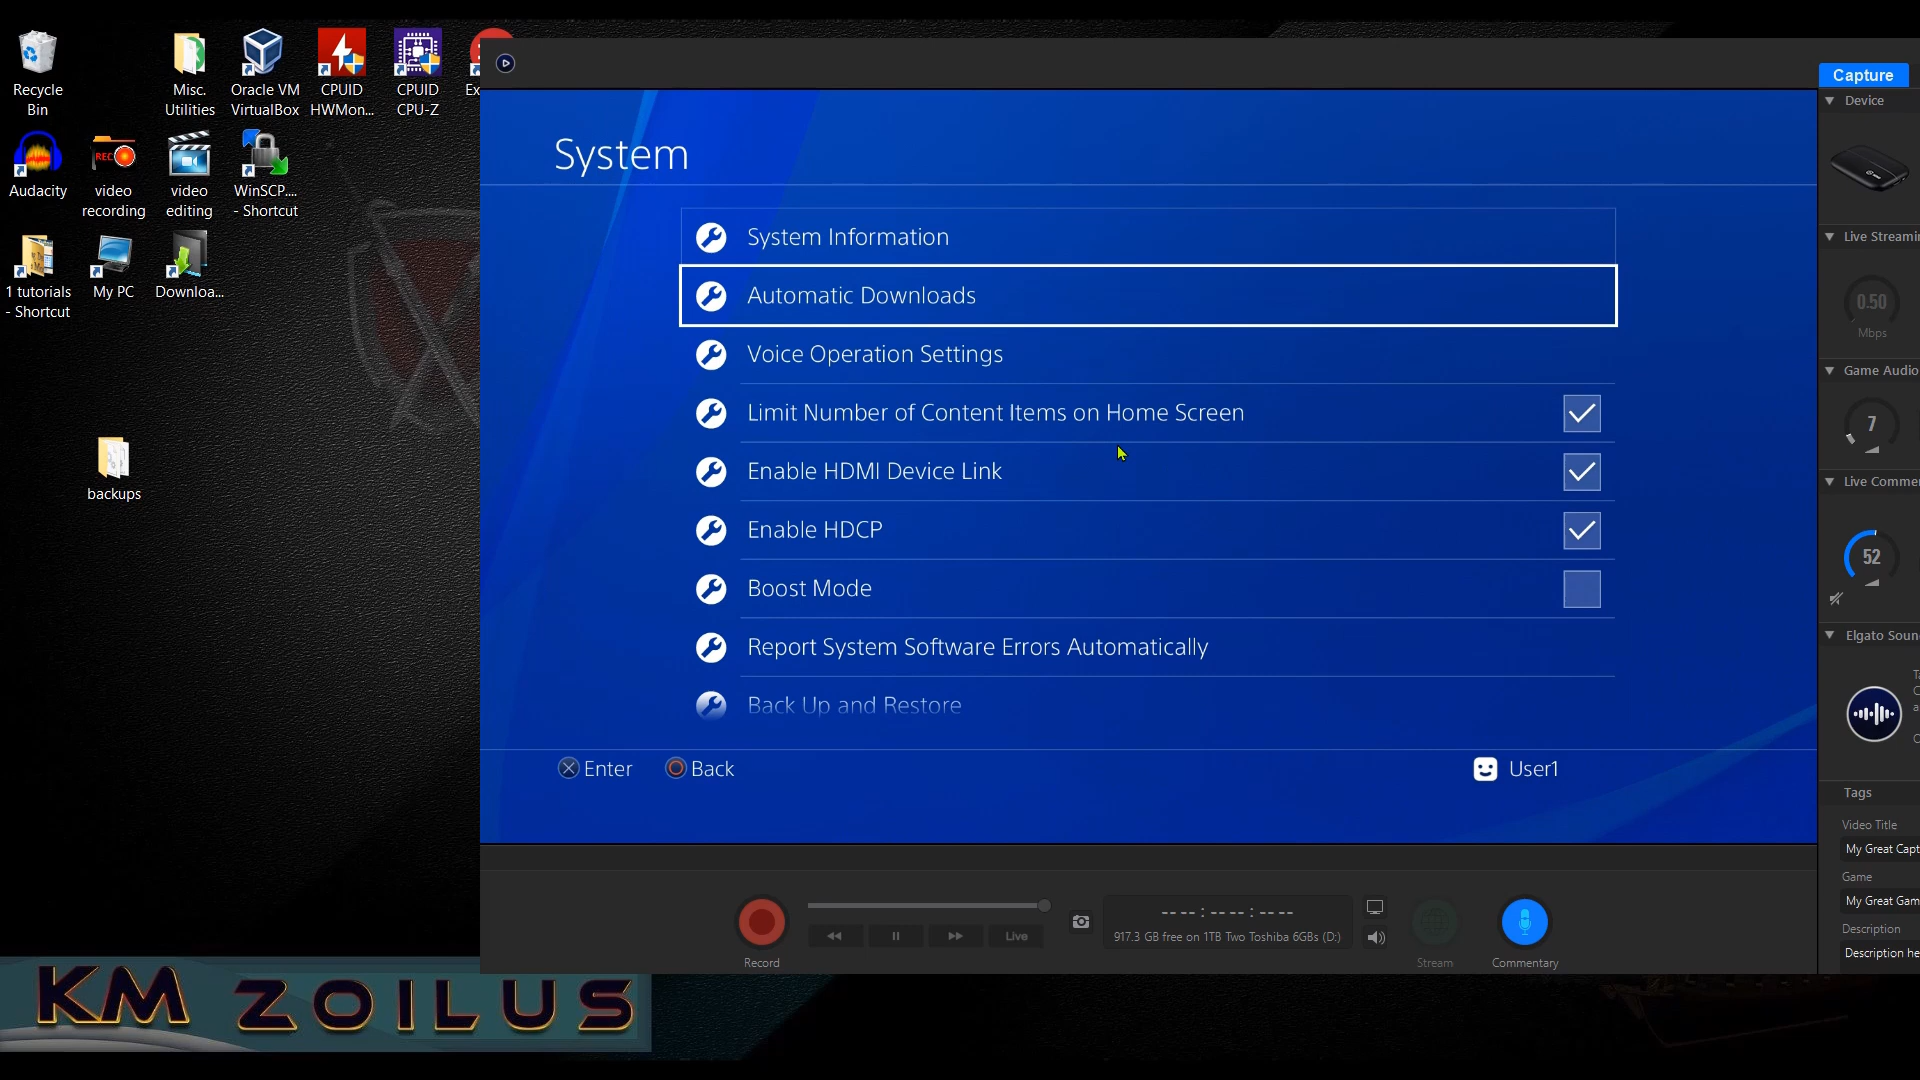 Recycle
Bin
Misc.
Utilities
Oracle VM
VirtualBox
CPUID
HWMon...
CPUID
CPU-Z
Ex
Audacity
REC
video
recording
video
editing
WinSCP....
- Shortcut
1 tutorials
- Shortcut
My PC
Downloa...
backups
System
System Information
Automatic Downloads
Voice Operation Settings
Limit Number of Content Items on Home Screen
Enable HDMI Device Link
Enable HDCP
Boost Mode
Report System Software Errors Automatically
Back Up and Restore
Enter
Back
User1
Capture
Device
Live Streamin
0.50
Mbps
Game Audio
7
Live Commen
52
Elgato Soun
Tags
Video Title
My Great Capt
Game
My Great Gam
Description
Description he
Record
Live
-- -- : -- -- : -- --
917.3 GB free on 1TB Two Toshiba 6GBs (D:)
Stream
Commentary
KM ZOILUS